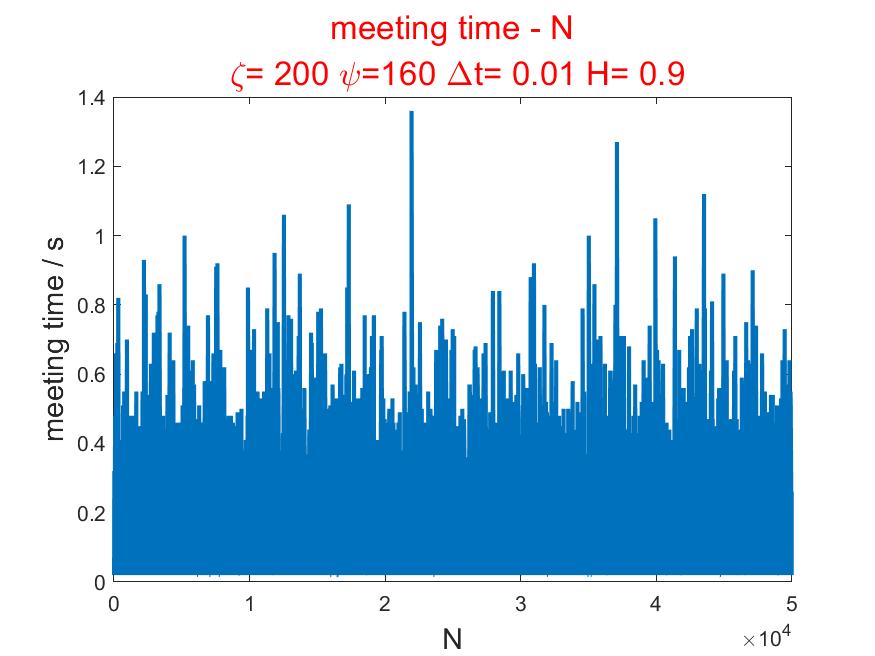 meeting time - N
ζ= 200 ψ=160 Δt= 0.01 H= 0.9
1.4
1.2
1
0.8
0.6
0.4
0.2
0
meeting time / s
0 1 2 3 4 5
×10⁴
N